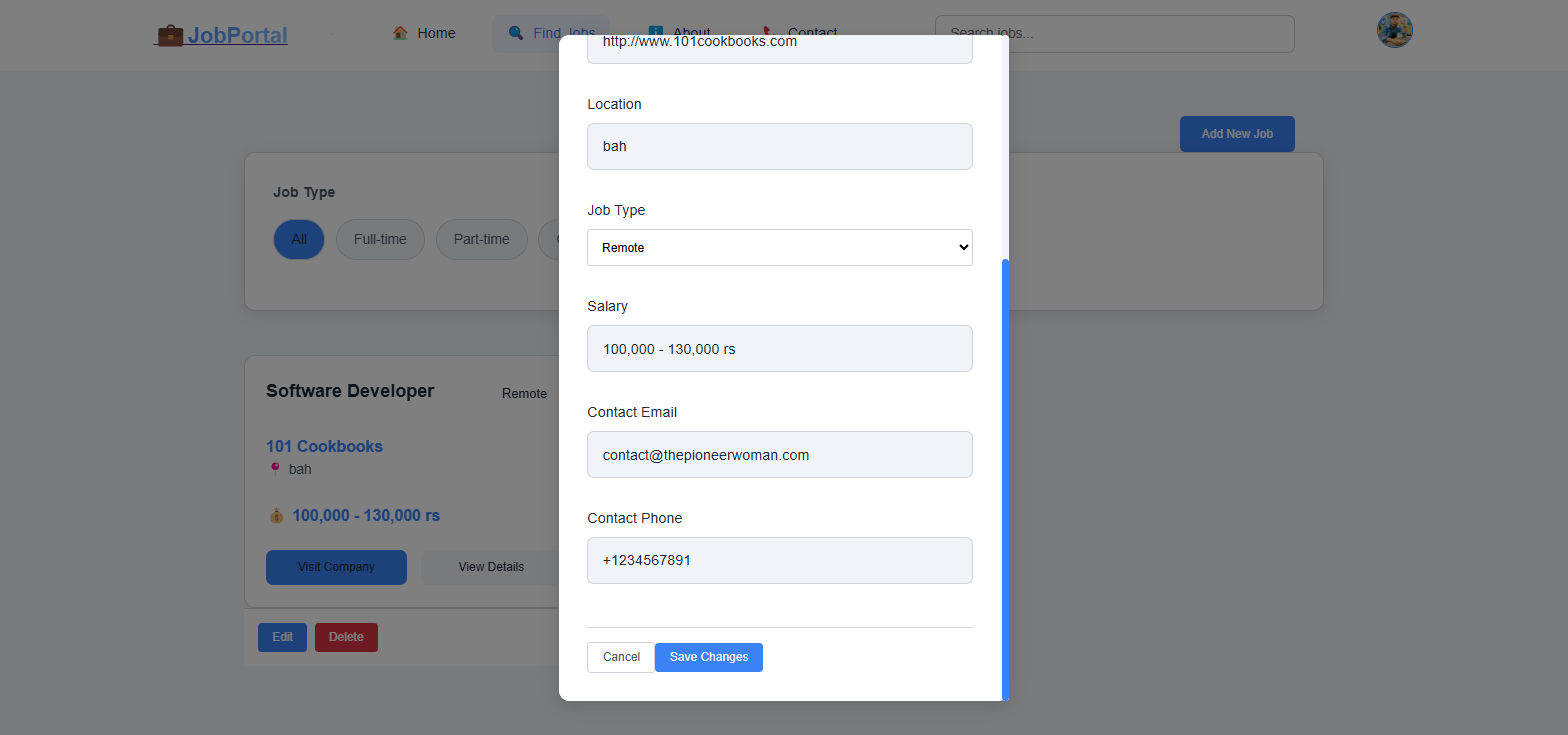 JobPortal
Home
Find Jobs
About
Contact
Search jobs...
http://www.101cookbooks.com
Location
bah
Add New Job
Job Type
All
Full-time
Part-time
Job Type
Remote
Salary
100,000 - 130,000 rs
Software Developer
Remote
Contact Email
contact@thepioneerwoman.com
101 Cookbooks
bah
100,000 - 130,000 rs
Contact Phone
+1234567891
Visit Company
View Details
Edit
Delete
Cancel
Save Changes